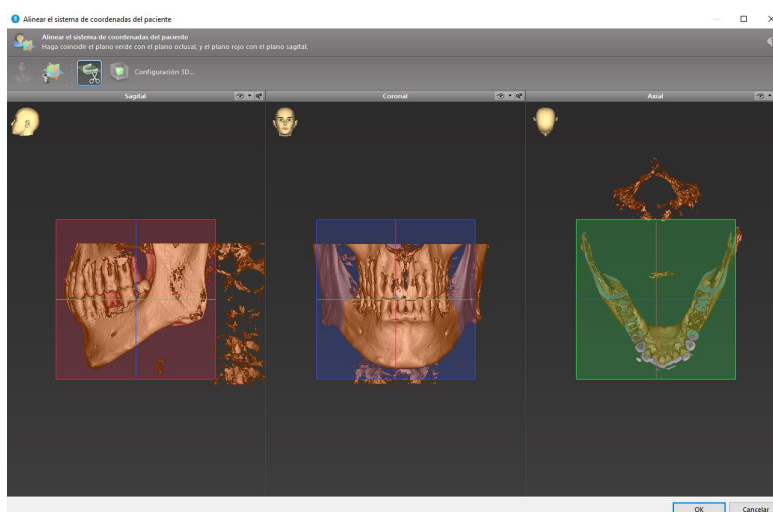 Alinear el sistema de coordenadas del paciente
Alinear el sistema de coordenadas del paciente
Haga coincidir el plano verde con el plano oclusal, y el plano rojo con el plano sagital.
Configuración 3D...
Sagital
Coronal
Axial
OK
Cancelar